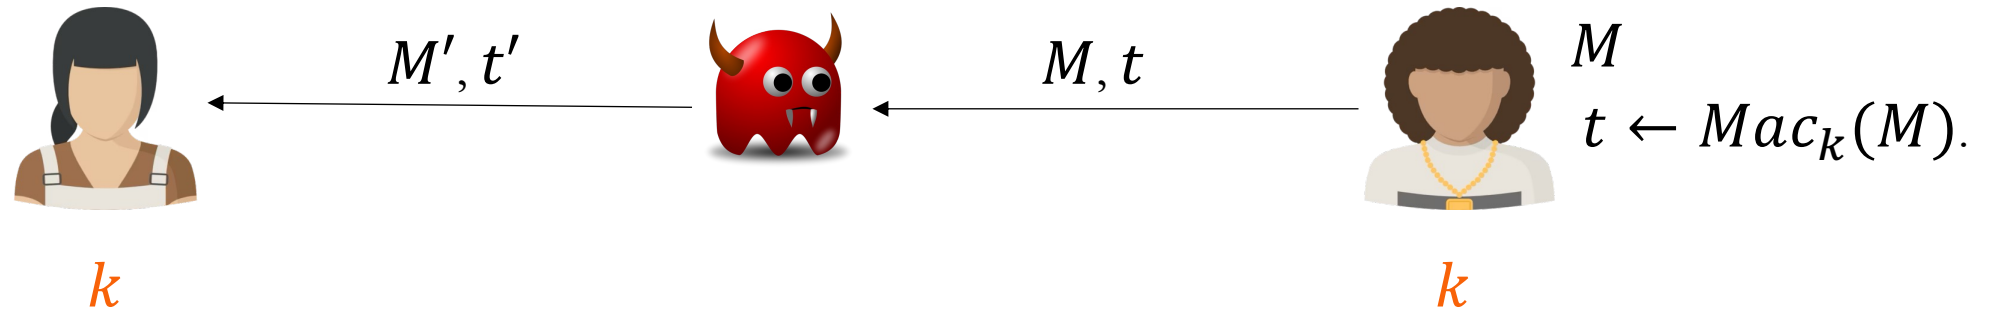 M′, t′
M, t
M
t ← Mac_k(M).
k
k